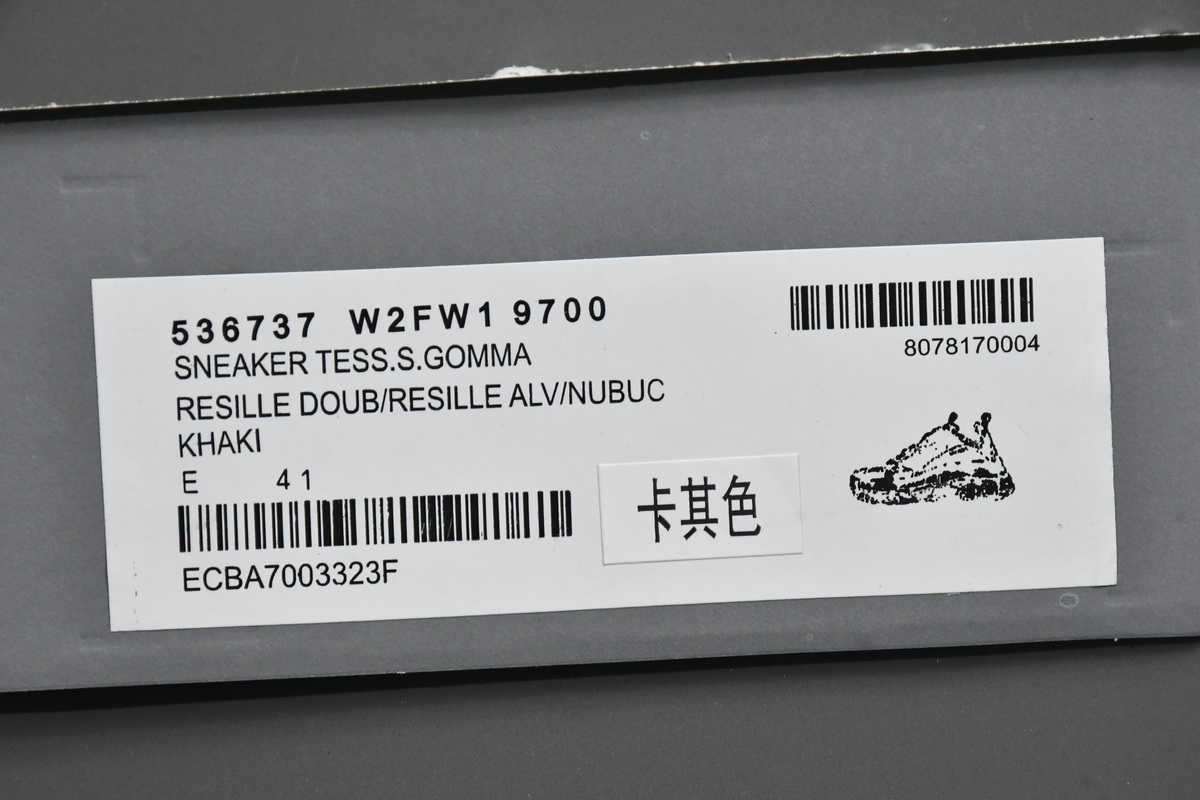 536737 W2FW1 9700
8078170004
SNEAKER TESS.S.GOMMA
RESILLE DOUB/RESILLE ALV/NUBUC
KHAKI
E 41
卡其色
ECBA7003323F